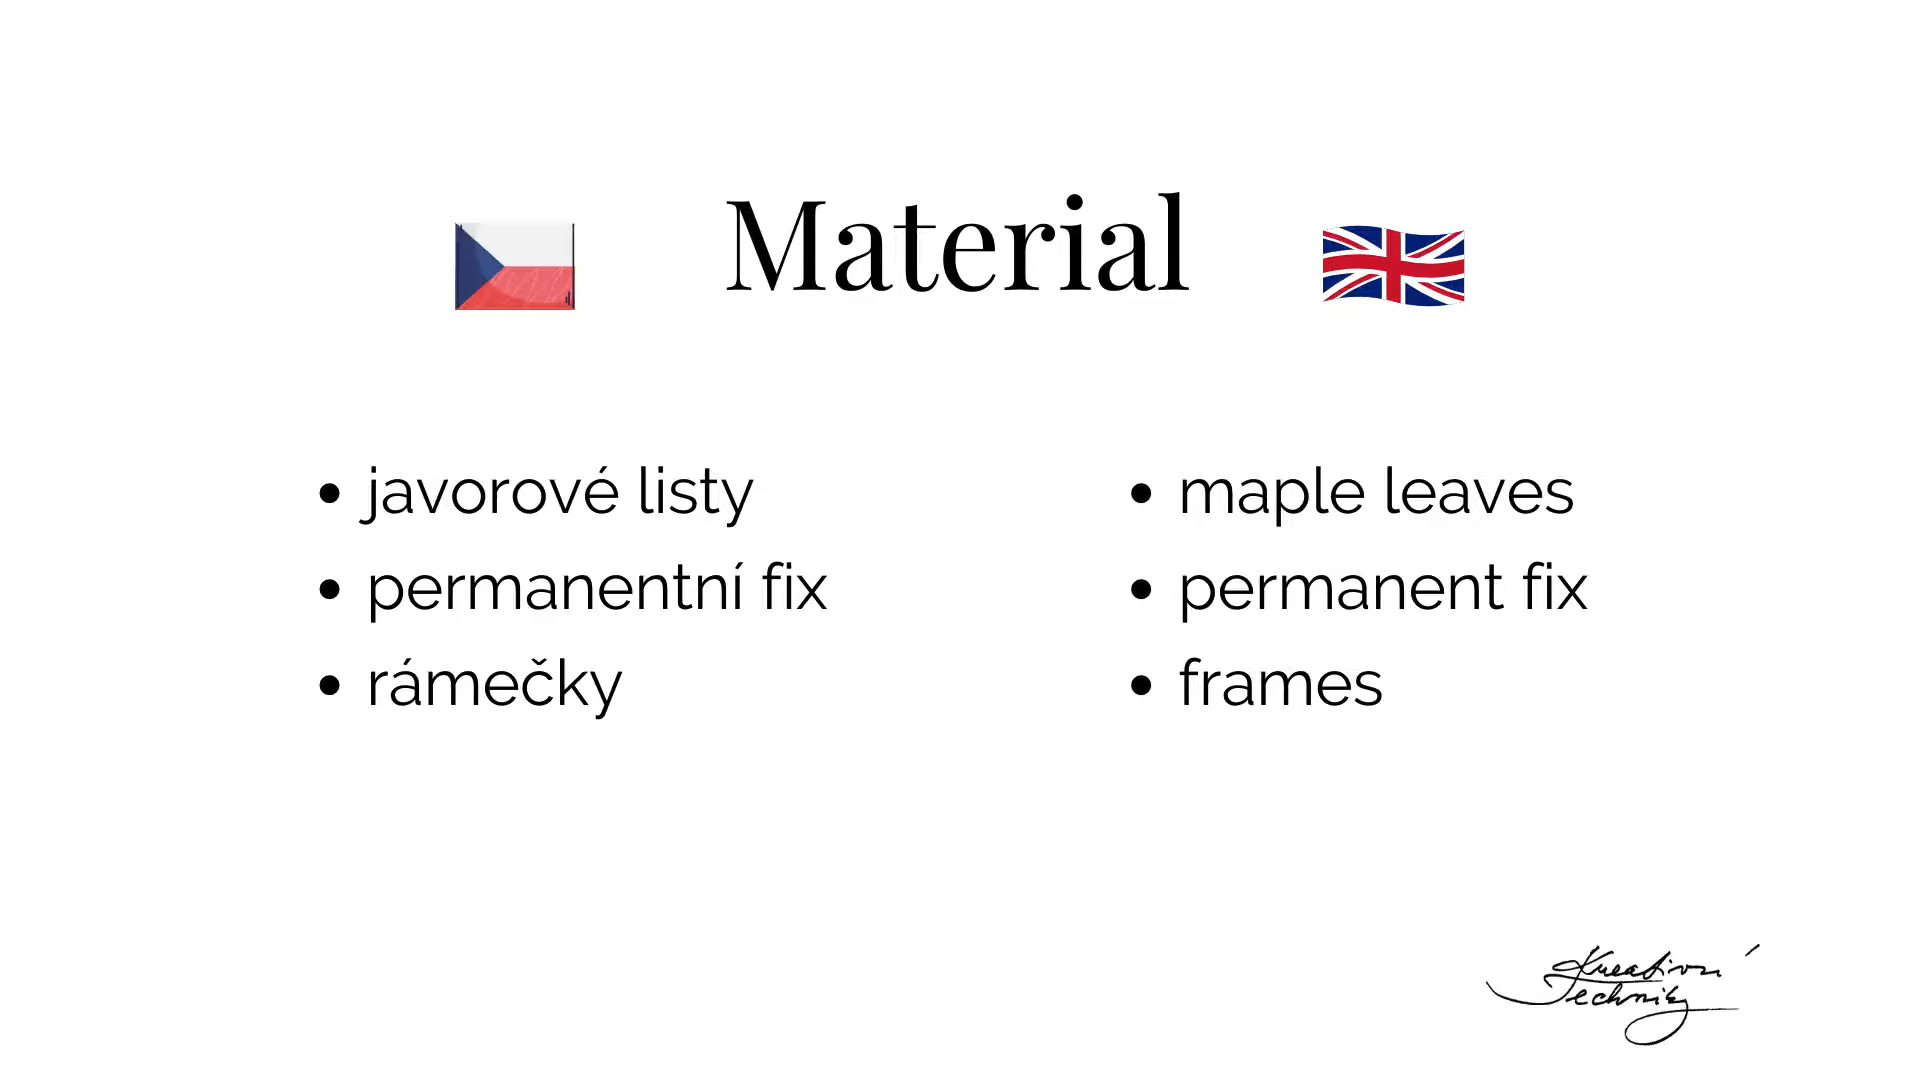 Material
javorové listy
permanentní fix
rámečky
maple leaves
permanent fix
frames
Kreativní
Techniky